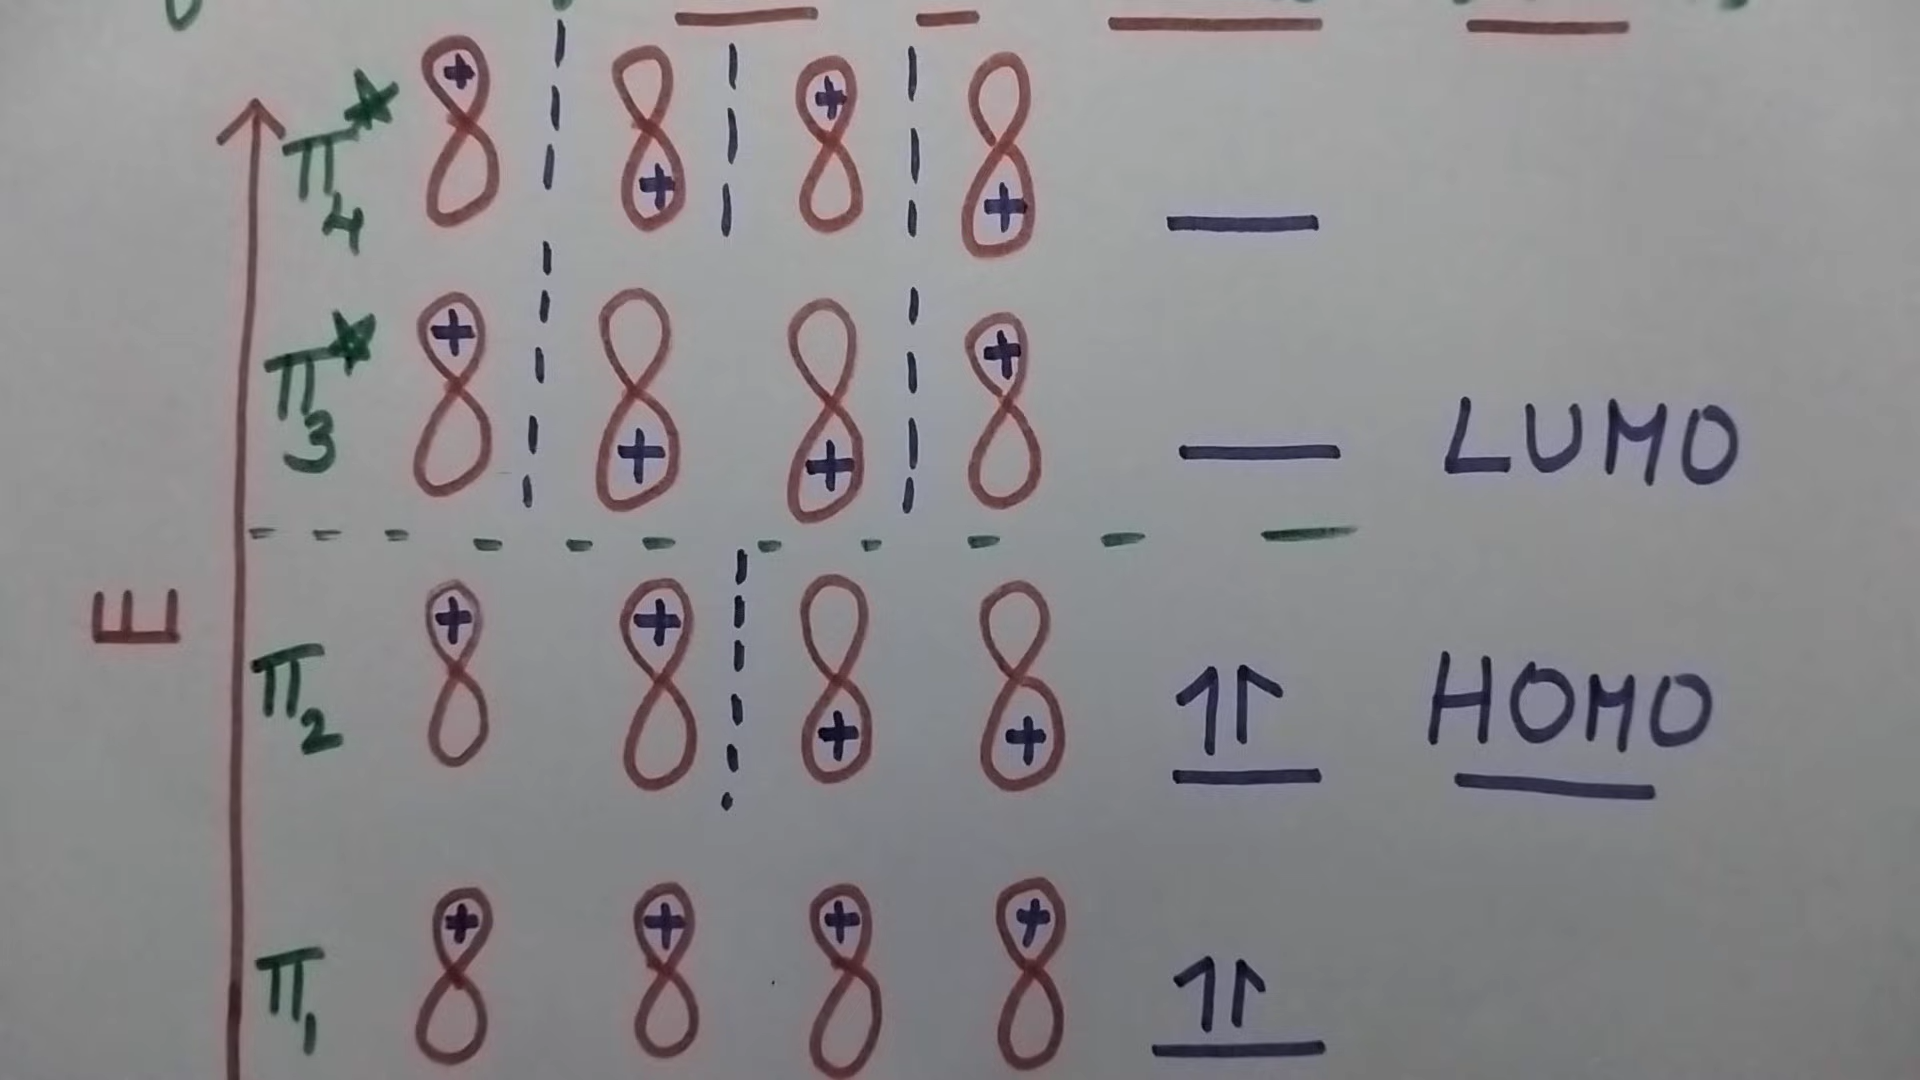 π4* + + + +
π3* + + + + LUMO
E
π2 + + + + ↿↾ HOMO
π1 + + + + ↿↾